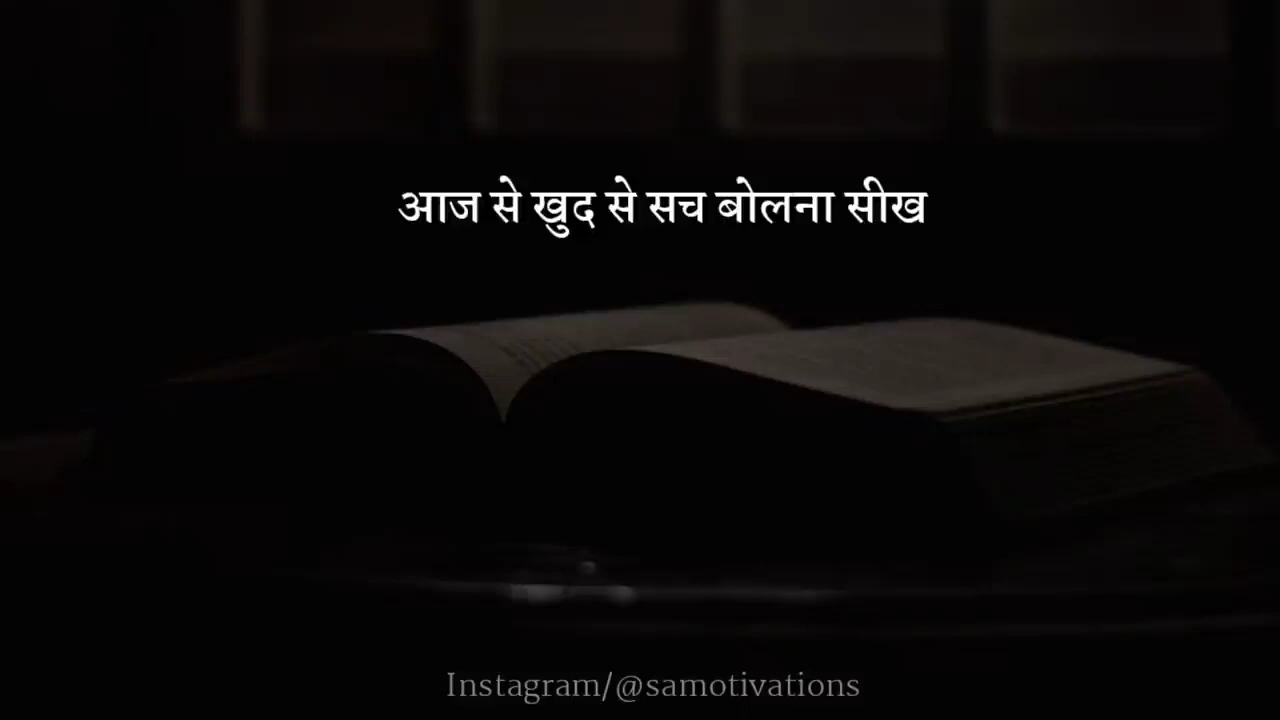 आज से खुद से सच बोलना सीख
Instagram/@samotivations